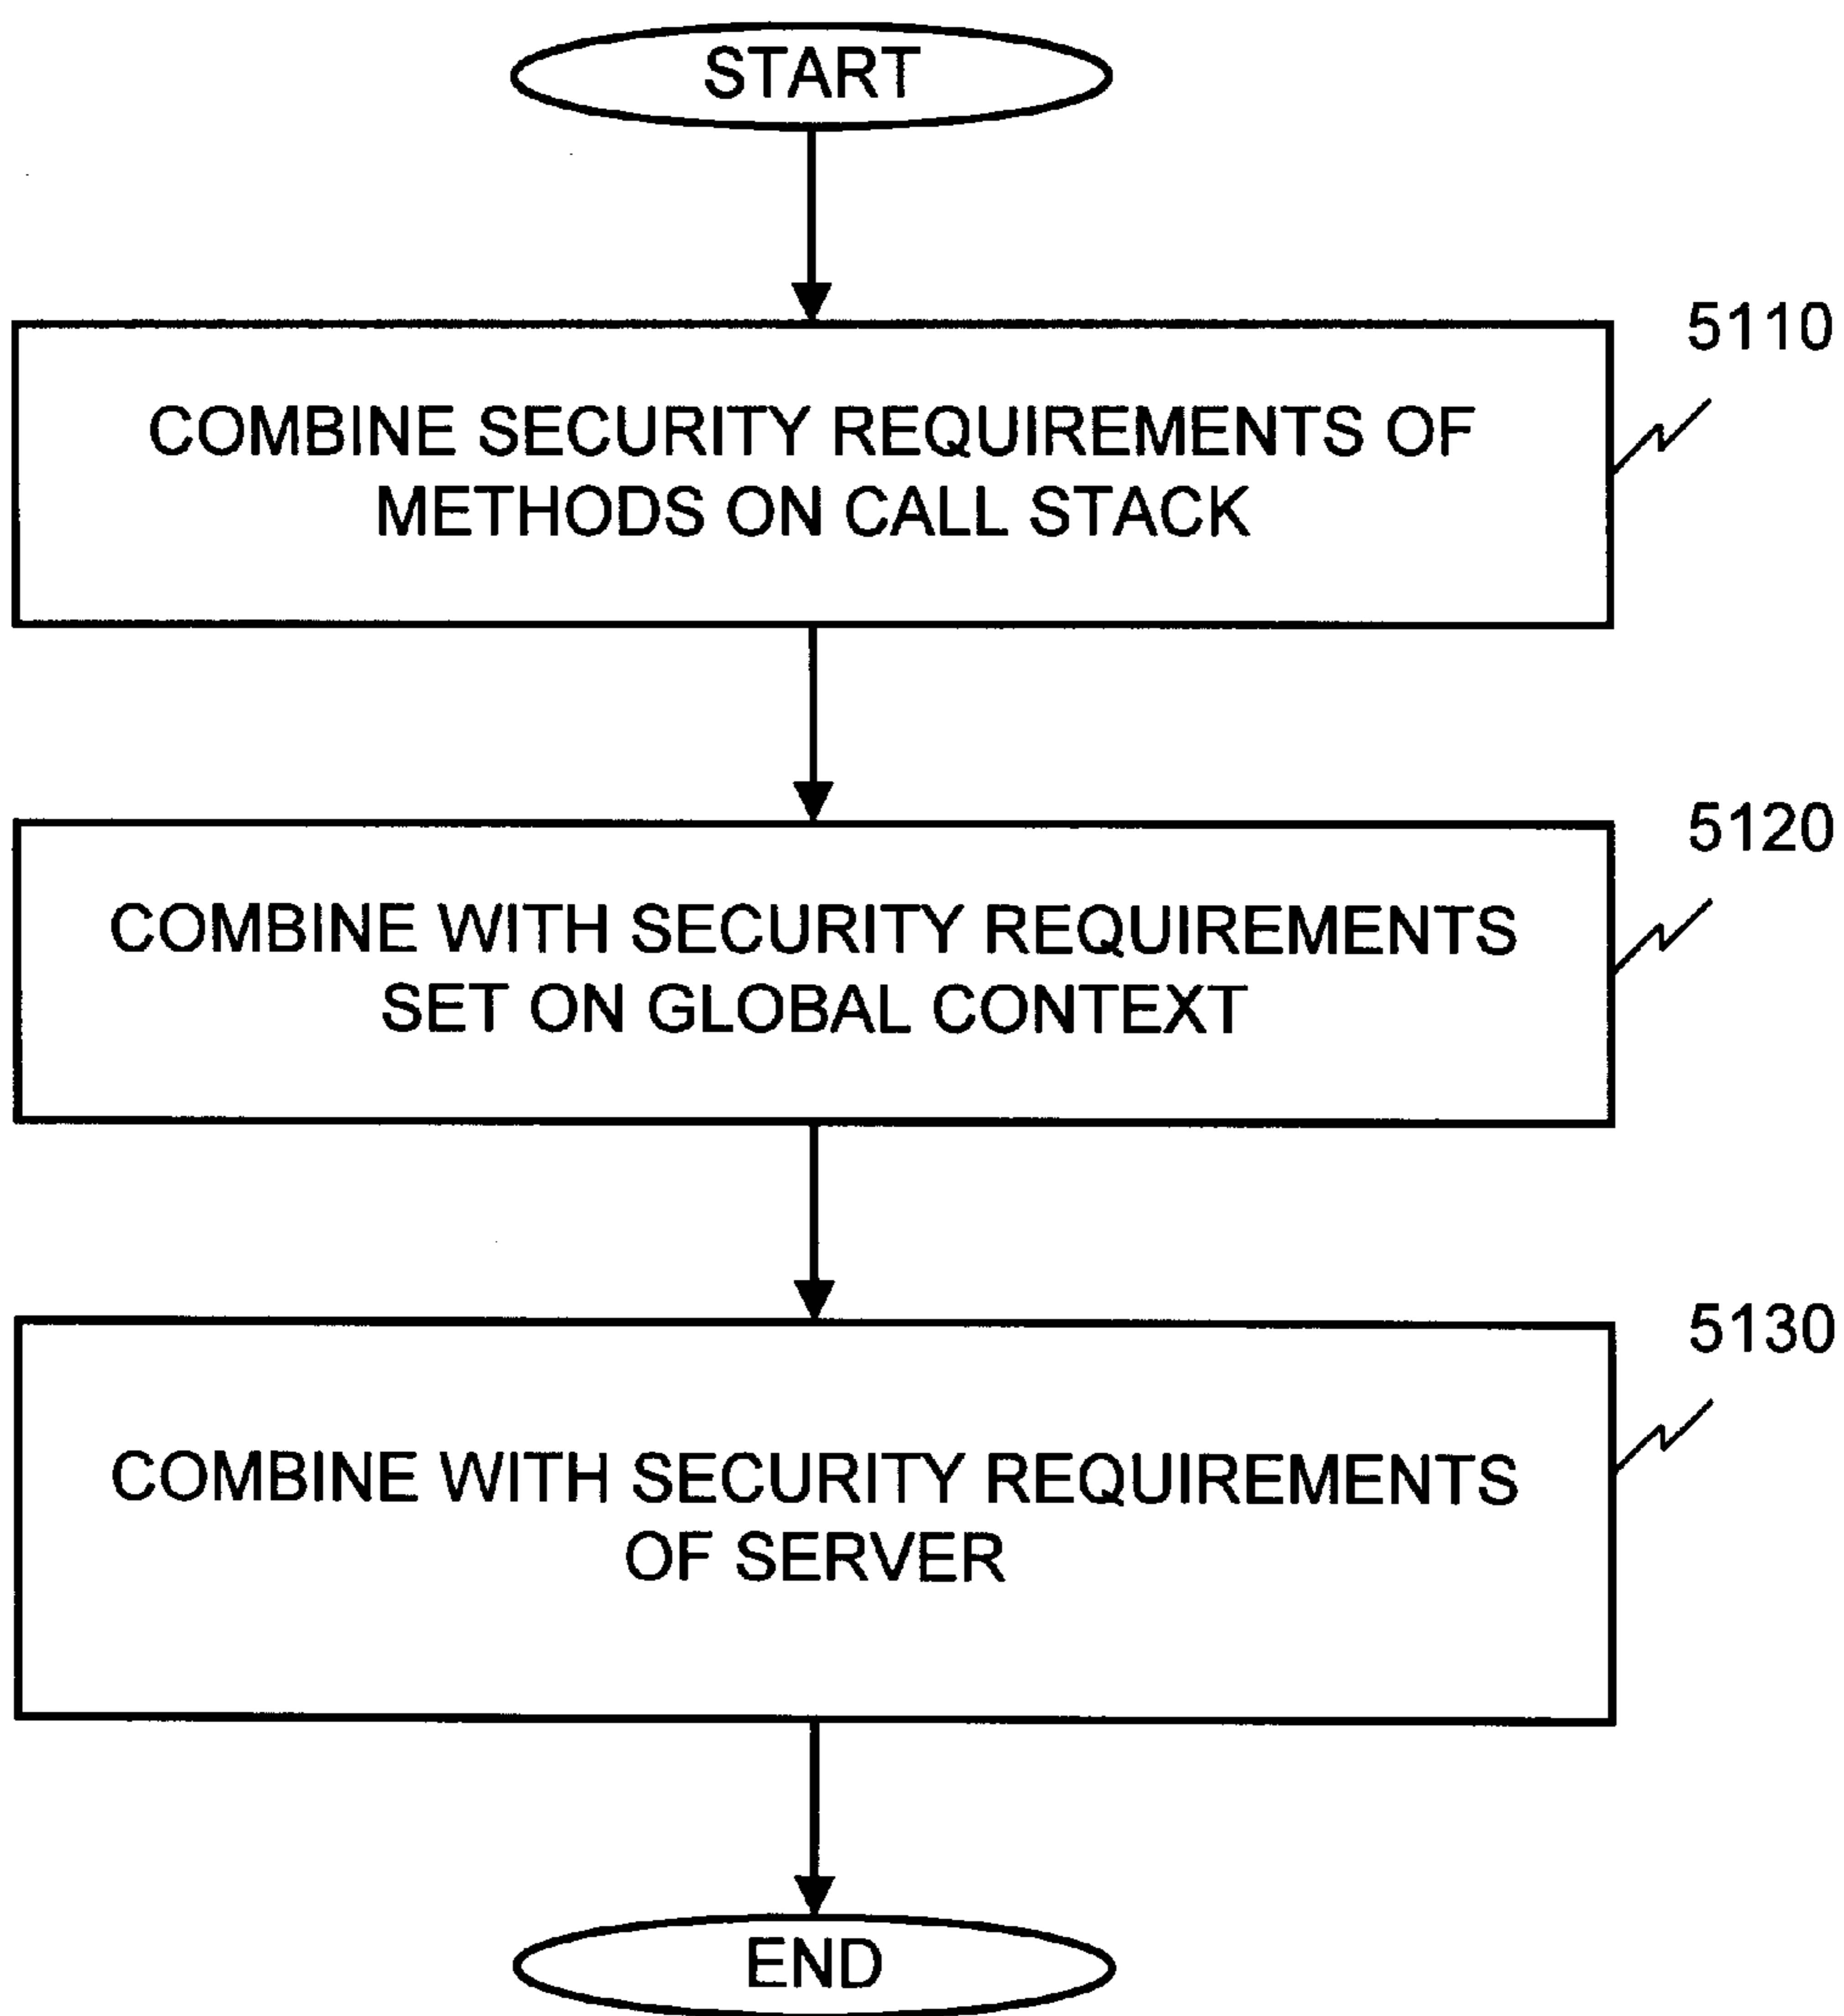 START
5110
COMBINE SECURITY REQUIREMENTS OF
METHODS ON CALL STACK
5120
COMBINE WITH SECURITY REQUIREMENTS
SET ON GLOBAL CONTEXT
5130
COMBINE WITH SECURITY REQUIREMENTS
OF SERVER
END